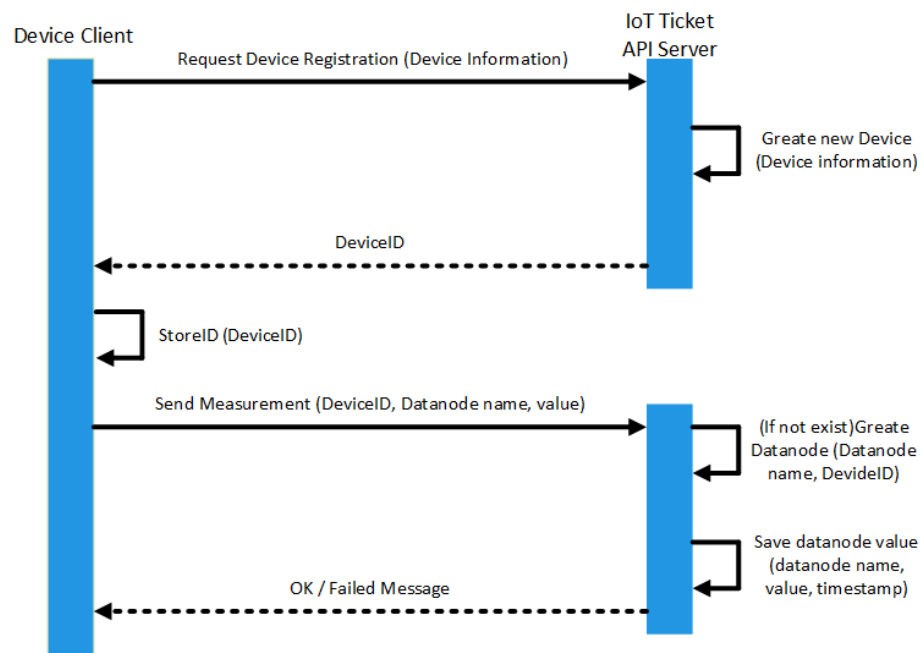 Device Client
IoT Ticket
API Server
Request Device Registration (Device Information)
Greate new Device
(Device information)
DeviceID
StoreID (DeviceID)
Send Measurement (DeviceID, Datanode name, value)
(If not exist)Greate
Datanode (Datanode
name, DevideID)
Save datanode value
(datanode name,
value, timestamp)
OK / Failed Message